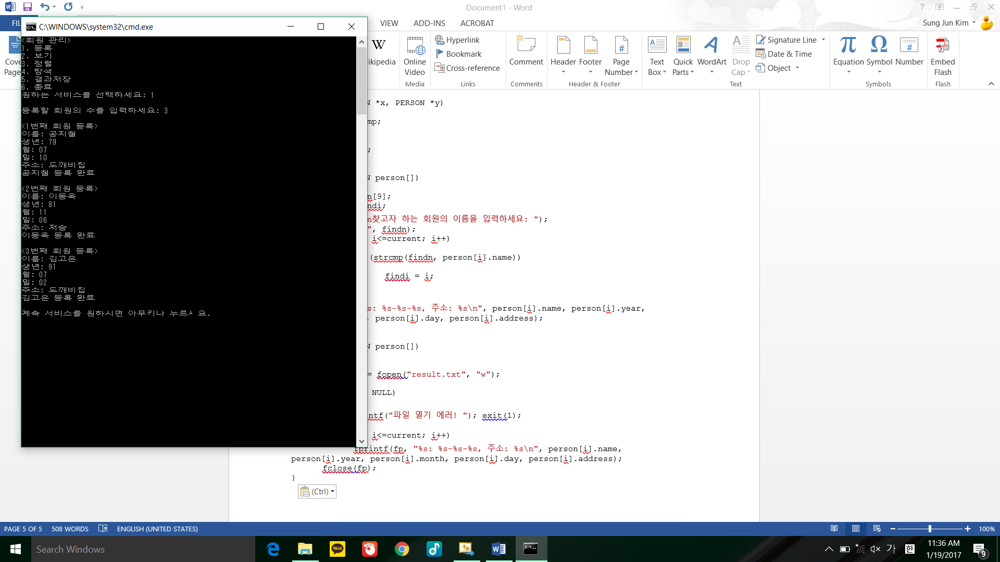 Document1 - Word
FIL
VIEW ADD-INS ACROBAT
Sung Jun Kim
Cove
Page
ikipedia
Online Video
Media
Hyperlink
Bookmark
Cross-reference
Links
Comment
Comments
Header Footer Page Number
Header & Footer
Text Box
Quick Parts
WordArt
Drop Cap
Signature Line
Date & Time
Object
Text
Equation Symbol Number
Symbols
Embed Flash
Flash
C:\WINDOWS\system32\cmd.exe
<회원 관리>
1. 등록
2. 보기
3. 정렬
4. 탐색
5. 결과저장
6. 종료
원하는 서비스를 선택하세요: 1
등록할 회원의 수를 입력하세요: 3
<1번째 회원 등록>
이름: 공지철
생년: 79
월: 07
일: 10
주소: 도깨비집
공지철 등록 완료
<2번째 회원 등록>
이름: 이동욱
생년: 81
월: 11
일: 06
주소: 저승
이동욱 등록 완료
<3번째 회원 등록>
이름: 김고은
생년: 91
월: 07
일: 02
주소: 도깨비집
김고은 등록 완료
계속 서비스를 원하시면 아무키나 누르시요.
N *x, PERSON *y)
mp;
;
N person[])
n[9];
ndi;
n찾고자 하는 회원의 이름을 입력하세요: ");
", findn);
i<=current; i++)
(strcmp(findn, person[i].name))
findi = i;
s: %s-%s-%s, 주소: %s\n", person[i].name, person[i].year,
, person[i].day, person[i].address);
N person[])
= fopen("result.txt", "w");
NULL)
ntf("파일 열기 에러! "); exit(1);
i<=current; i++)
fprintf(fp, "%s: %s-%s-%s, 주소: %s\n", person[i].name,
person[i].year, person[i].month, person[i].day, person[i].address);
fclose(fp);
}
(Ctrl)
PAGE 5 OF 5 508 WORDS ENGLISH (UNITED STATES)
100%
Search Windows
TALK
가 한
11:36 AM
1/19/2017
9